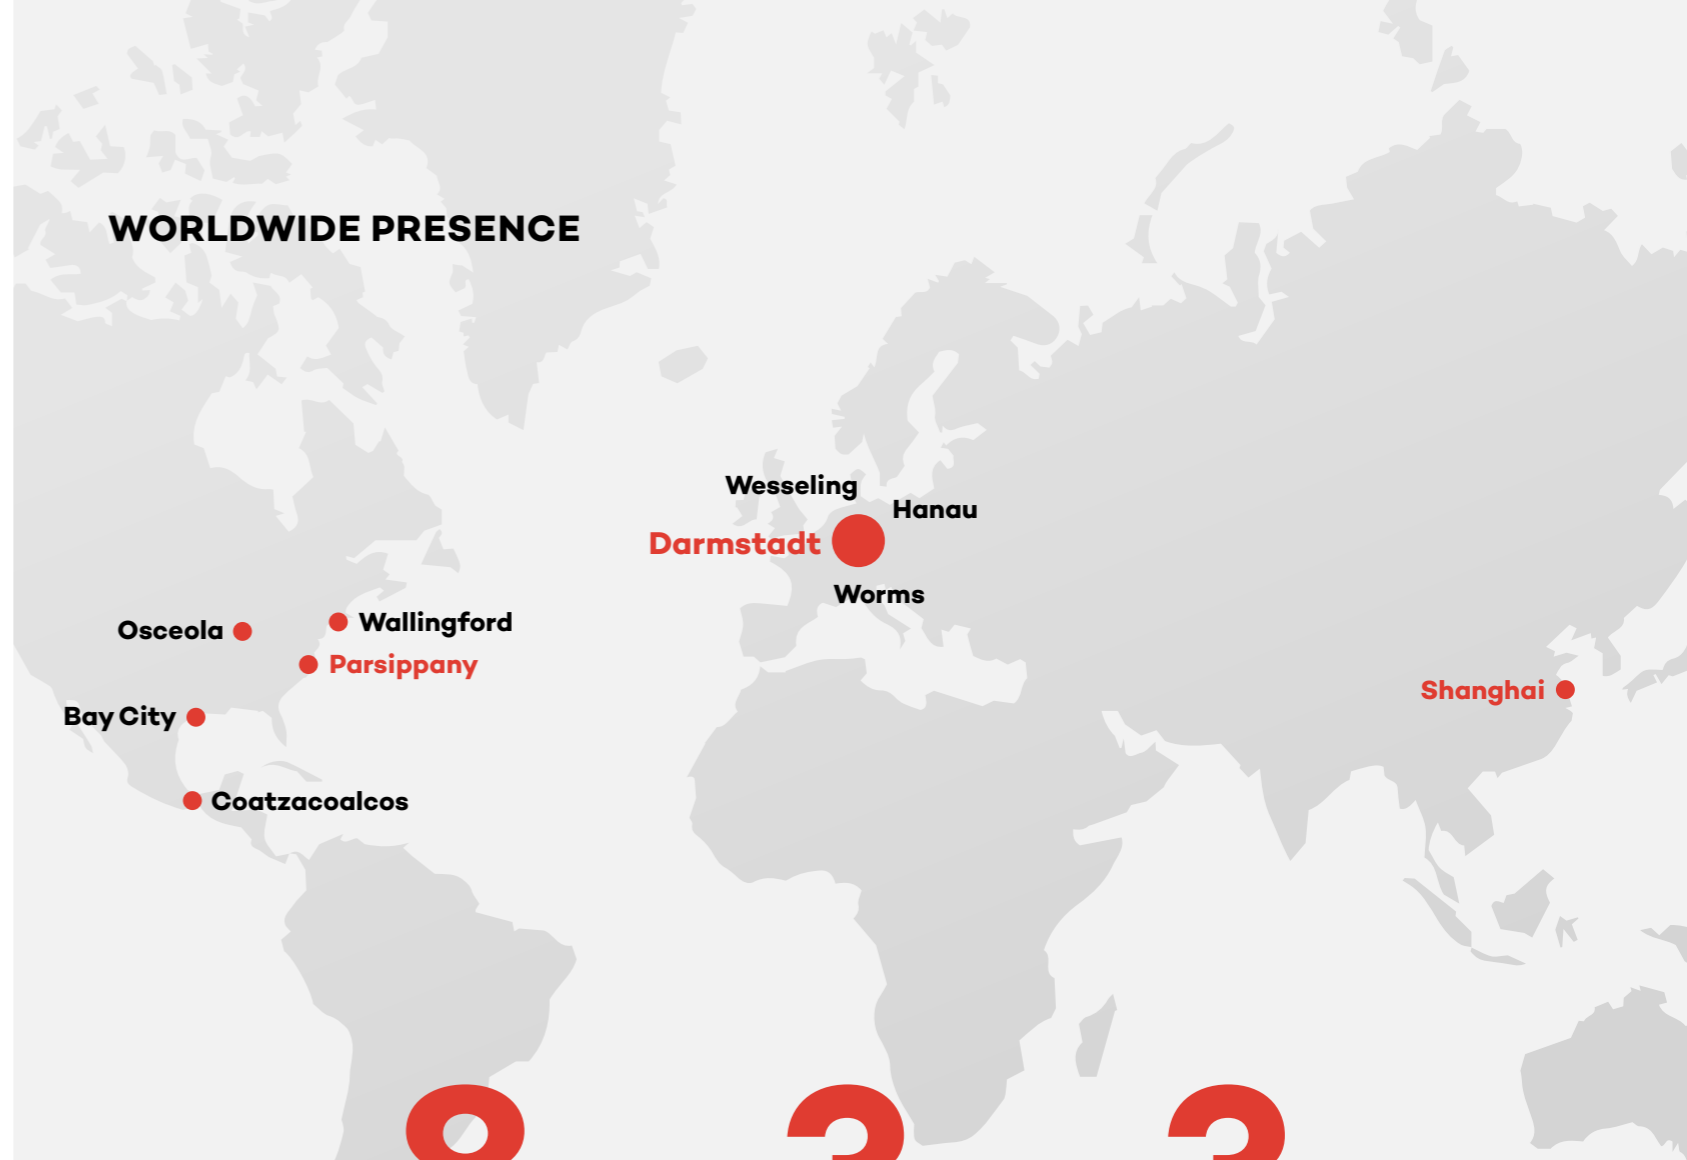 WORLDWIDE PRESENCE
Wesseling
Hanau
Darmstadt
Worms
Osceola
Wallingford
Parsippany
Shanghai
Bay City
Coatzacoalcos